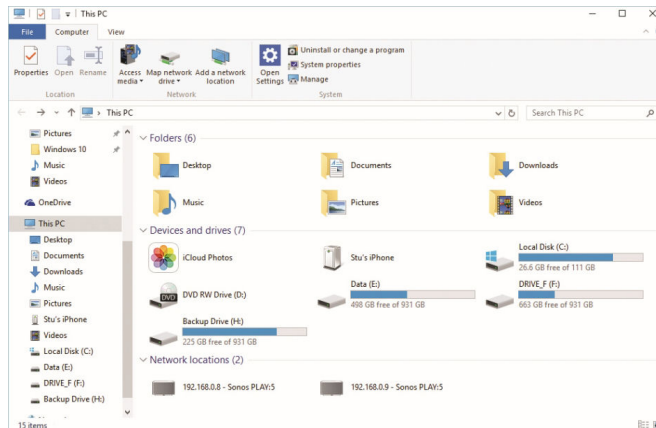 This PC
File Computer View
Properties Open Rename Access media Map network drive Add a network location Open Settings Uninstall or change a program
System properties
Manage
Location Network System
This PC
Search This PC
Pictures
Windows 10
Music
Videos
OneDrive
This PC
Desktop
Documents
Downloads
Music
Pictures
Stu's iPhone
Videos
Local Disk (C:)
Data (E:)
DRIVE_F (F:)
Backup Drive (H:)
Folders (6)
Desktop
Documents
Downloads
Music
Pictures
Videos
Devices and drives (7)
iCloud Photos
Stu's iPhone
Local Disk (C:)
26.6 GB free of 111 GB
DVD
DVD RW Drive (D:)
Data (E:)
498 GB free of 931 GB
DRIVE_F (F:)
663 GB free of 931 GB
Backup Drive (H:)
225 GB free of 931 GB
Network locations (2)
192.168.0.8 - Sonos PLAY:5
192.168.0.9 - Sonos PLAY:5
15 items